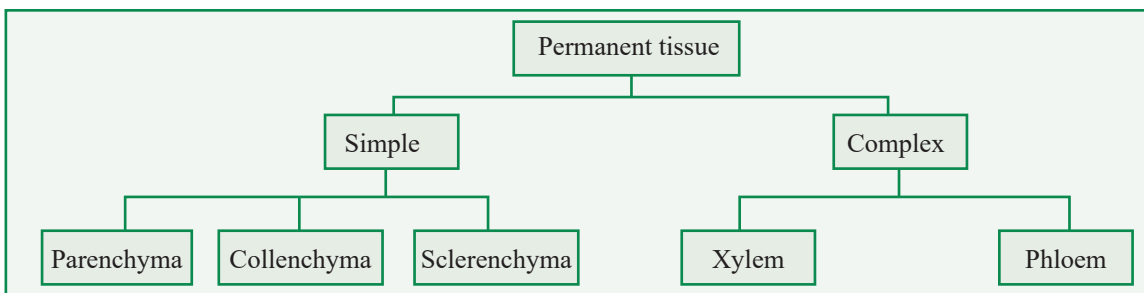 Permanent tissue
Simple
Complex
Parenchyma
Collenchyma
Sclerenchyma
Xylem
Phloem